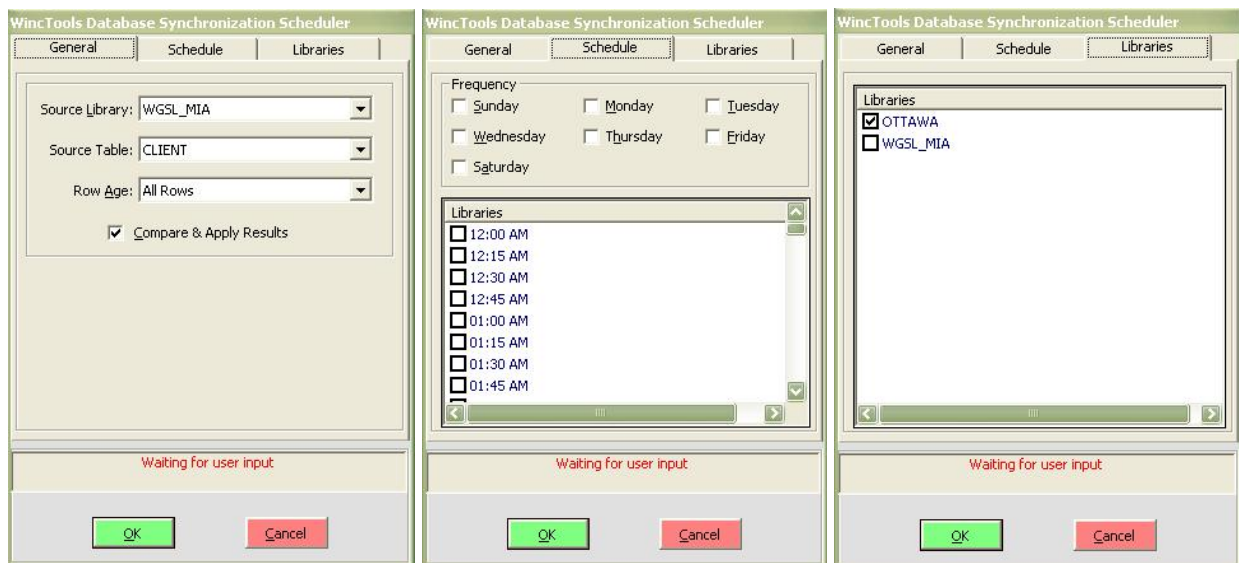 WincTools Database Synchronization Scheduler
General Schedule Libraries
Source Library: WGSL_MIA
Source Table: CLIENT
Row Age: All Rows
Compare & Apply Results
Waiting for user input
OK Cancel
WincTools Database Synchronization Scheduler
General Schedule Libraries
Frequency
Sunday Monday Tuesday
Wednesday Thursday Friday
Saturday
Libraries
12:00 AM
12:15 AM
12:30 AM
12:45 AM
01:00 AM
01:15 AM
01:30 AM
01:45 AM
Waiting for user input
OK Cancel
WincTools Database Synchronization Scheduler
General Schedule Libraries
Libraries
OTTAWA
WGSL_MIA
Waiting for user input
OK Cancel